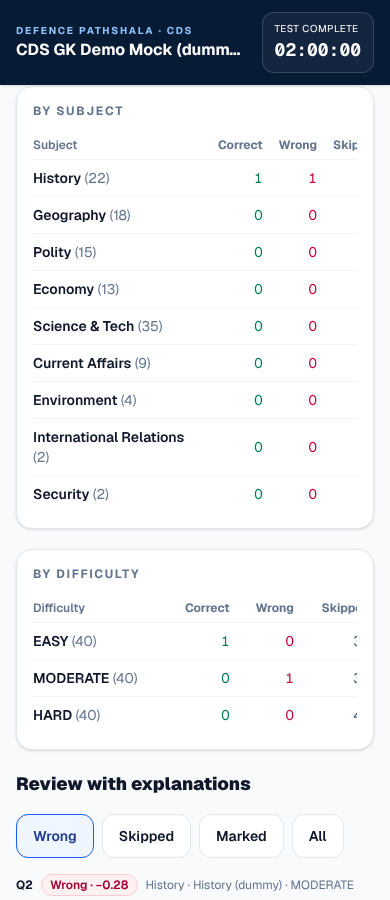 DEFENCE PATHSHALA · CDS
CDS GK Demo Mock (dumm...
TEST COMPLETE
02:00:00
BY SUBJECT
Subject Correct Wrong Skip
History (22) 1 1
Geography (18) 0 0
Polity (15) 0 0
Economy (13) 0 0
Science & Tech (35) 0 0
Current Affairs (9) 0 0
Environment (4) 0 0
International Relations
(2) 0 0
Security (2) 0 0
BY DIFFICULTY
Difficulty Correct Wrong Skippe
EASY (40) 1 0
MODERATE (40) 0 1
HARD (40) 0 0
Review with explanations
Wrong Skipped Marked All
Q2 Wrong · −0.28 History · History (dummy) · MODERATE